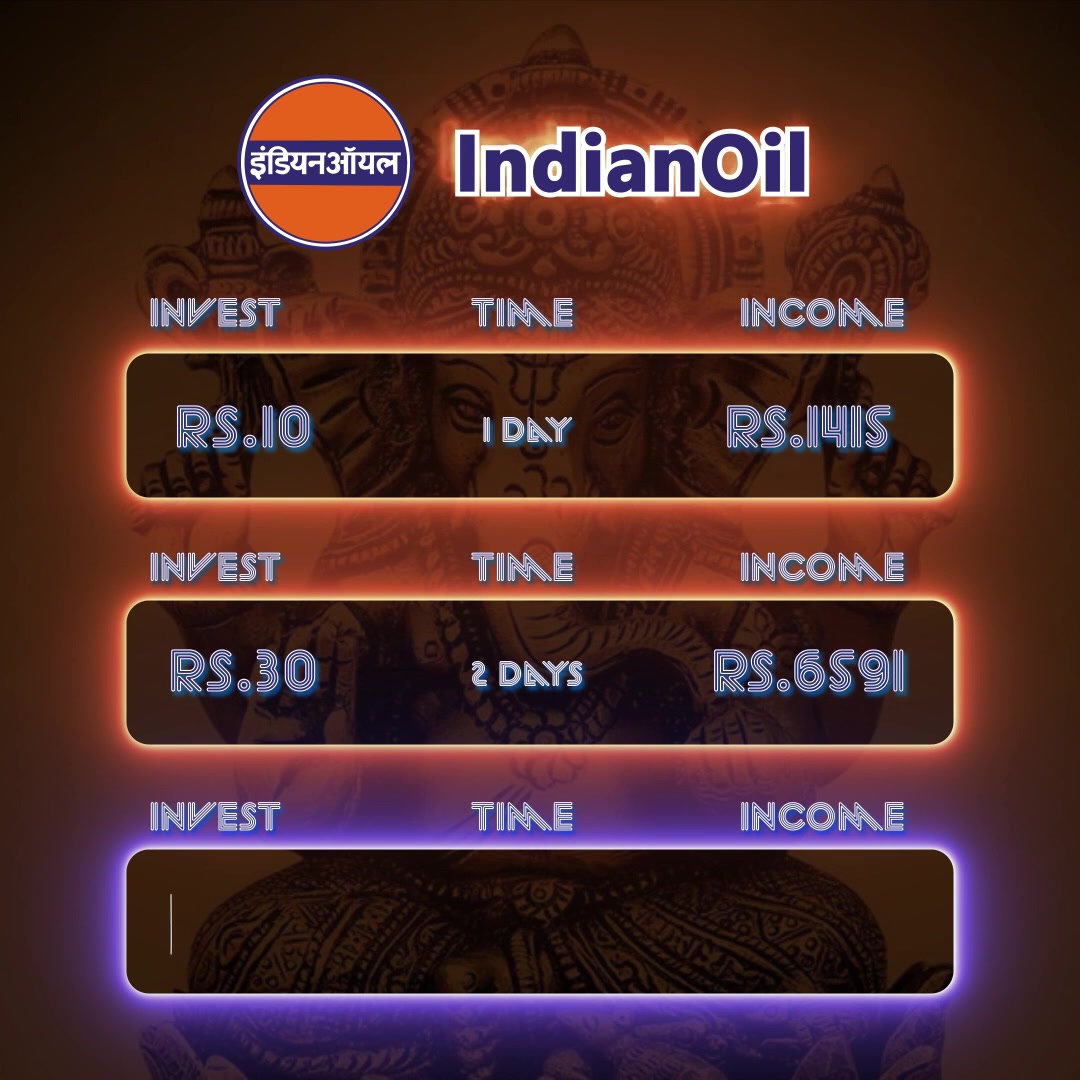 इंडियनऑयल
IndianOil
INVEST TIME INCOME
RS.10 1 DAY RS.1415
INVEST TIME INCOME
RS.30 2 DAYS RS.6591
INVEST TIME INCOME